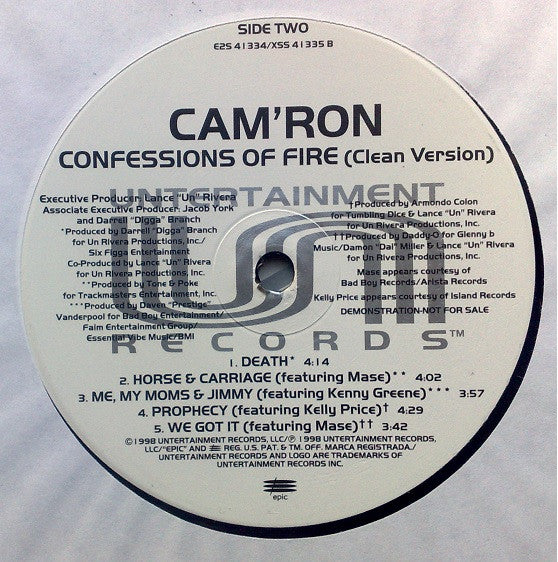 SIDE TWO
E2S 41334/XSS 41335 B
CAM'RON
CONFESSIONS OF FIRE (Clean Version)
UNTERTAINMENT
Executive Producer Lance "Un" Rivera
Associate Executive Producer: Jacob York
and Darrell "Digga" Branch
*Produced by Darrell "Digga" Branch
for Un Rivera Productions, Inc./
Six Figga Entertainment
Co-Produced by Lance "Un" Rivera
for Un Rivera Productions, Inc.
**Produced by Tone & Poke
for Trackmasters Entertainment, Inc.
***Produced by Daven "Prestige"
Vanderpool for Bad Boy Entertainment/
Faim Entertainment Group/
Essential Vibe Music/BMI
†Produced by Armondo Colon
for Tumbling Dice & Lance "Un" Rivera
for Un Rivera Productions, Inc.
††Produced by Daddy-O for Glenny b
Music/Damon "Dal" Miller & Lance "Un" Rivera
for Un Rivera Productions, Inc.
Mase appears courtesy of
Bad Boy Records/Arista Records
Kelly Price appears courtesy of Island Records
DEMONSTRATION-NOT FOR SALE
RECORDS™
1. DEATH* 4:14
2. HORSE & CARRIAGE (featuring Mase)** 4:02
3. ME, MY MOMS & JIMMY (featuring Kenny Greene)*** 3:57
4. PROPHECY (featuring Kelly Price)† 4:29
5. WE GOT IT (featuring Mase)†† 3:42
©1998 UNTERTAINMENT RECORDS, LLC/℗ 1998 UNTERTAINMENT RECORDS,
LLC/"EPIC" AND REG. U.S. PAT. & TM. OFF. MARCA REGISTRADA./
UNTERTAINMENT RECORDS AND LOGO ARE TRADEMARKS OF
UNTERTAINMENT RECORDS INC.
epic